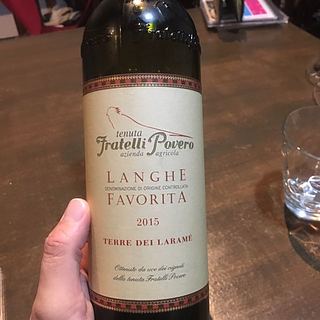 tenuta
Fratelli Povero
azienda agricola
LANGHE
DENOMINAZIONE DI ORIGINE CONTROLLATA
FAVORITA
2015
TERRE DEI LARAMÉ
Ottenuto da uve dei vigneti
della tenuta Fratelli Povero